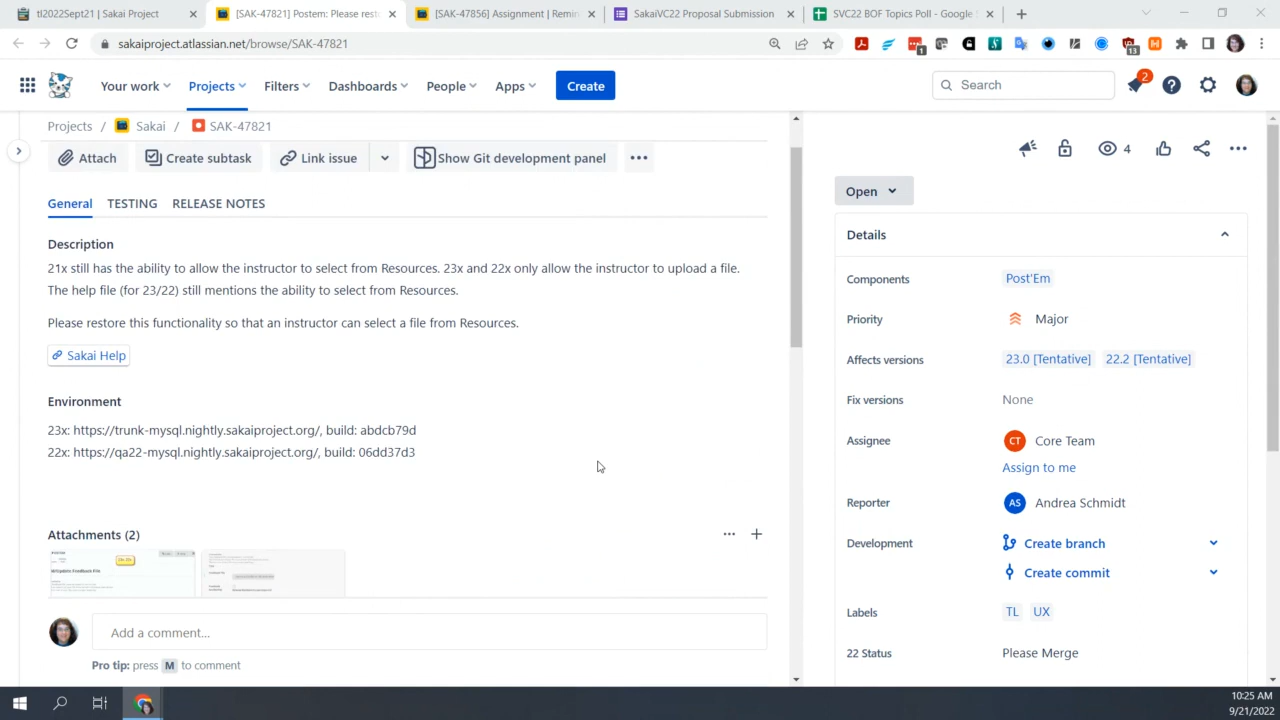 tl2022Sept21 | Sakai Project
[SAK-47821] Postem: Please rest
[SAK-47856] Assignment | Remin
SakaiVC22 Proposal Submission
SVC22 BOF Topics Poll - Google S
sakaiproject.atlassian.net/browse/SAK-47821
1
13
Your work
Projects
Filters
Dashboards
People
Apps
Create
Search
2
Projects / Sakai / SAK-47821
Attach
Create subtask
Link issue
Show Git development panel
4
General
TESTING
RELEASE NOTES
Open
Description
21x still has the ability to allow the instructor to select from Resources. 23x and 22x only allow the instructor to upload a file.
The help file (for 23/22) still mentions the ability to select from Resources.
Please restore this functionality so that an instructor can select a file from Resources.
Sakai Help
Environment
23x: https://trunk-mysql.nightly.sakaiproject.org/, build: abdcb79d
22x: https://qa22-mysql.nightly.sakaiproject.org/, build: 06dd37d3
Attachments (2)
Add a comment...
Pro tip: press M to comment
Details
Components
Post'Em
Priority
Major
Affects versions
23.0 [Tentative]
22.2 [Tentative]
Fix versions
None
Assignee
CT
Core Team
Assign to me
Reporter
AS
Andrea Schmidt
Development
Create branch
Create commit
Labels
TL
UX
22 Status
Please Merge
10:25 AM
9/21/2022